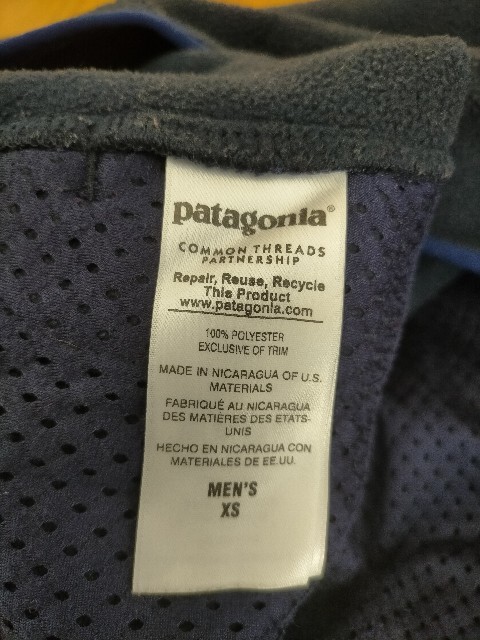 patagonia®
COMMON THREADS
PARTNERSHIP
Repair, Reuse, Recycle
This Product
www.patagonia.com
100% POLYESTER
EXCLUSIVE OF TRIM
MADE IN NICARAGUA OF U.S.
MATERIALS
FABRIQUÉ AU NICARAGUA
DES MATIÈRES DES ETATS-
UNIS
HECHO EN NICARAGUA CON
MATERIALES DE EE.UU.
MEN'S
XS